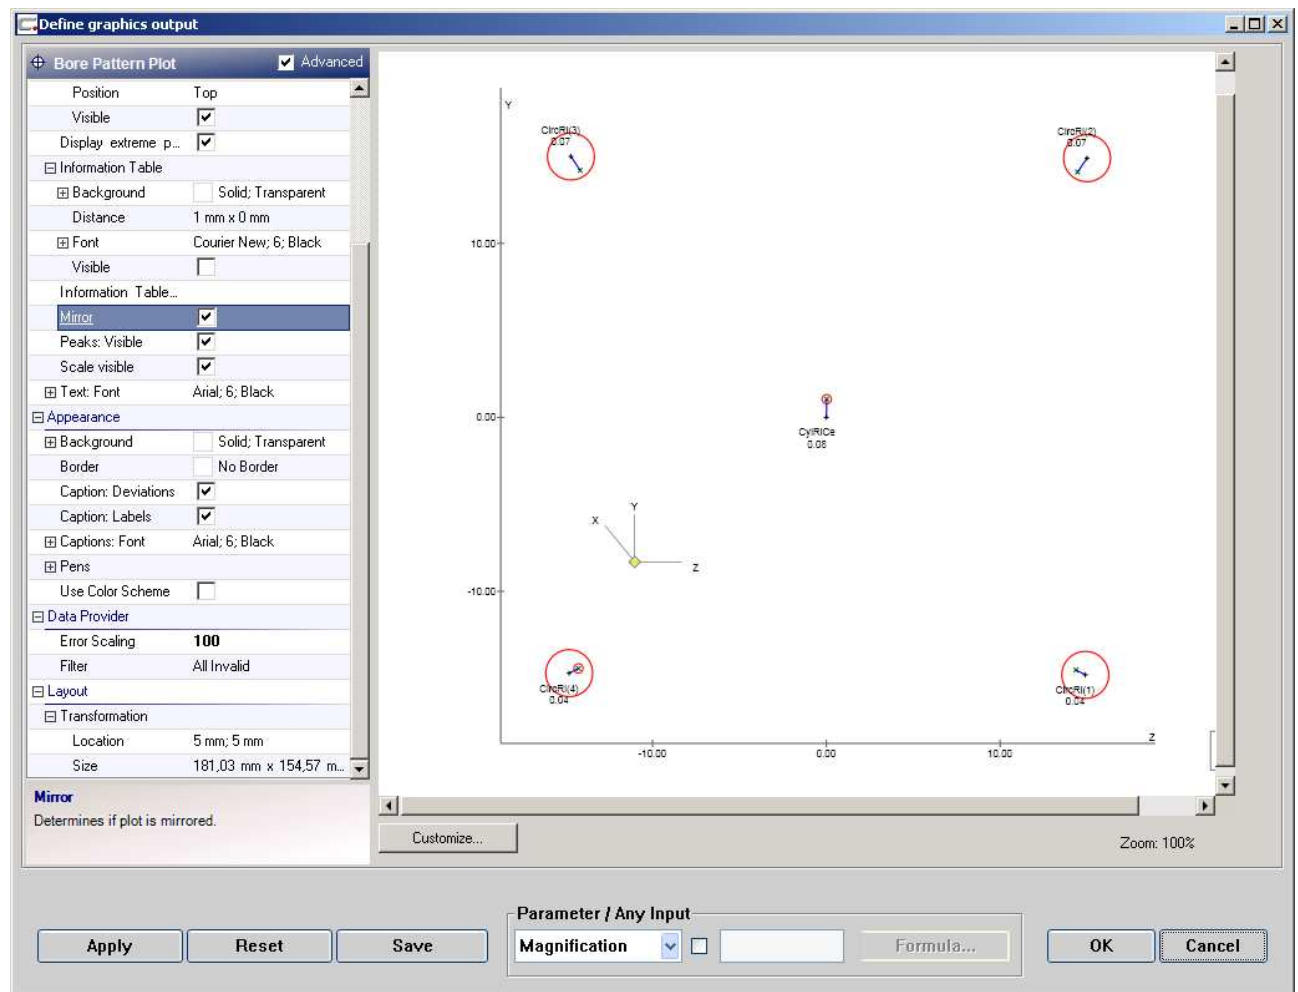 Define graphics output
Bore Pattern Plot Advanced
Position Top
Visible
Display extreme p...
Information Table
Background Solid; Transparent
Distance 1 mm x 0 mm
Font Courier New; 6; Black
Visible
Information Table...
Mirror
Peaks: Visible
Scale visible
Text: Font Arial; 6; Black
Appearance
Background Solid; Transparent
Border No Border
Caption: Deviations
Caption: Labels
Captions: Font Arial; 6; Black
Pens
Use Color Scheme
Data Provider
Error Scaling 100
Filter All Invalid
Layout
Transformation
Location 5 mm; 5 mm
Size 181,03 mm x 154,57 m...
Mirror
Determines if plot is mirrored.
Y
CircRl(3)
0.07
CircRl(2)
0.07
10.00
0.00
CylRlCe
0.08
Y
X
Z
-10.00
CircRl(4)
0.04
CircRl(1)
0.04
Z
-10.00 0.00 10.00
Customize...
Zoom: 100%
Parameter / Any Input
Apply Reset Save Magnification Formula... OK Cancel